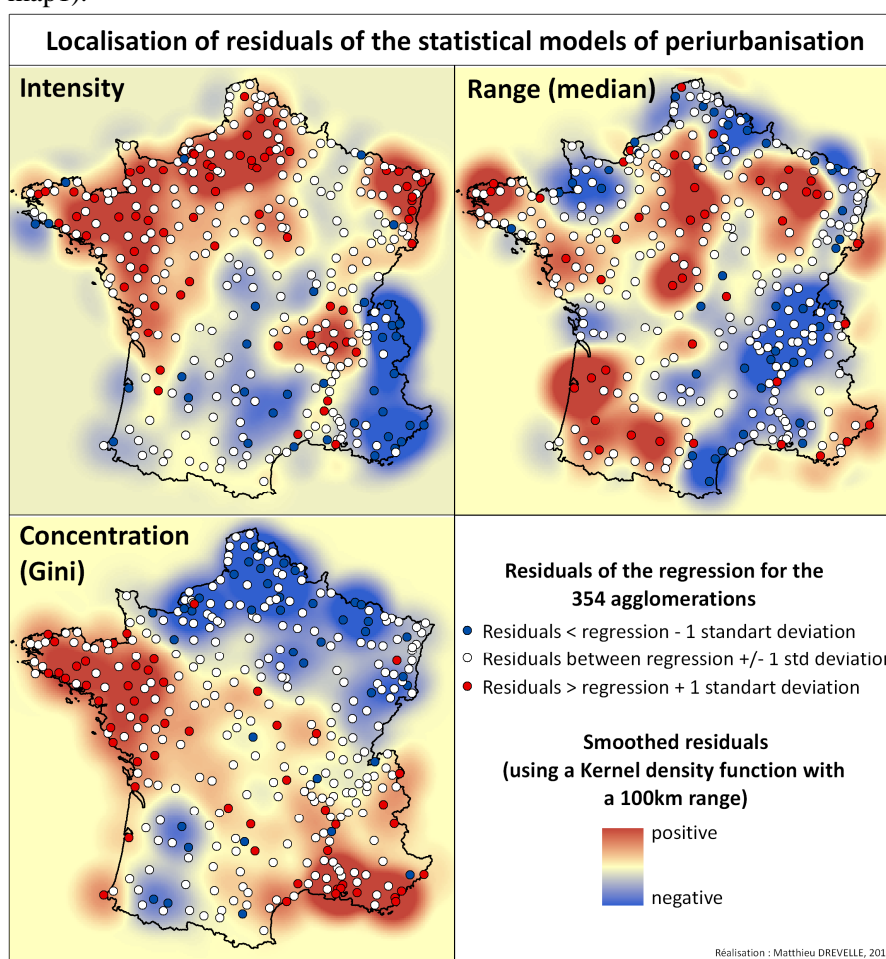 map1).
Localisation of residuals of the statistical models of periurbanisation
Intensity
Range (median)
Concentration
(Gini)
Residuals of the regression for the
354 agglomerations
Residuals < regression - 1 standart deviation
Residuals between regression +/- 1 std deviation
Residuals > regression + 1 standart deviation
Smoothed residuals
(using a Kernel density function with
a 100km range)
positive
negative
Réalisation : Matthieu DREVELLE, 201